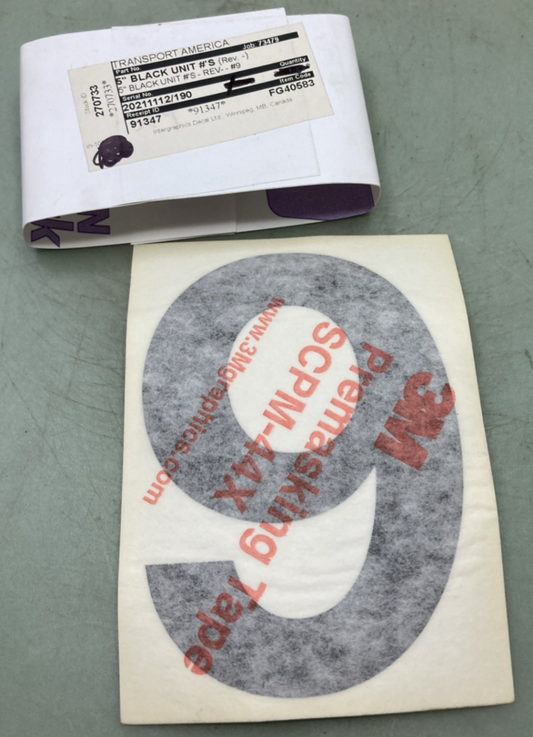 TRANSPORT AMERICA
Job: 73479
Part No.
5" BLACK UNIT #'S (Rev. -)
6" BLACK UNIT #S - REV- - #9
Serial No.
Quantity
20211112/190
Item Code
Receipt ID
FG40583
91347
*91347*
Intergraphics Decal Ltd., Winnipeg, MB, Canada
270733
*270733*
9
3M
Premasking Tape
SCPM-44X
www.3Mgraphics.com